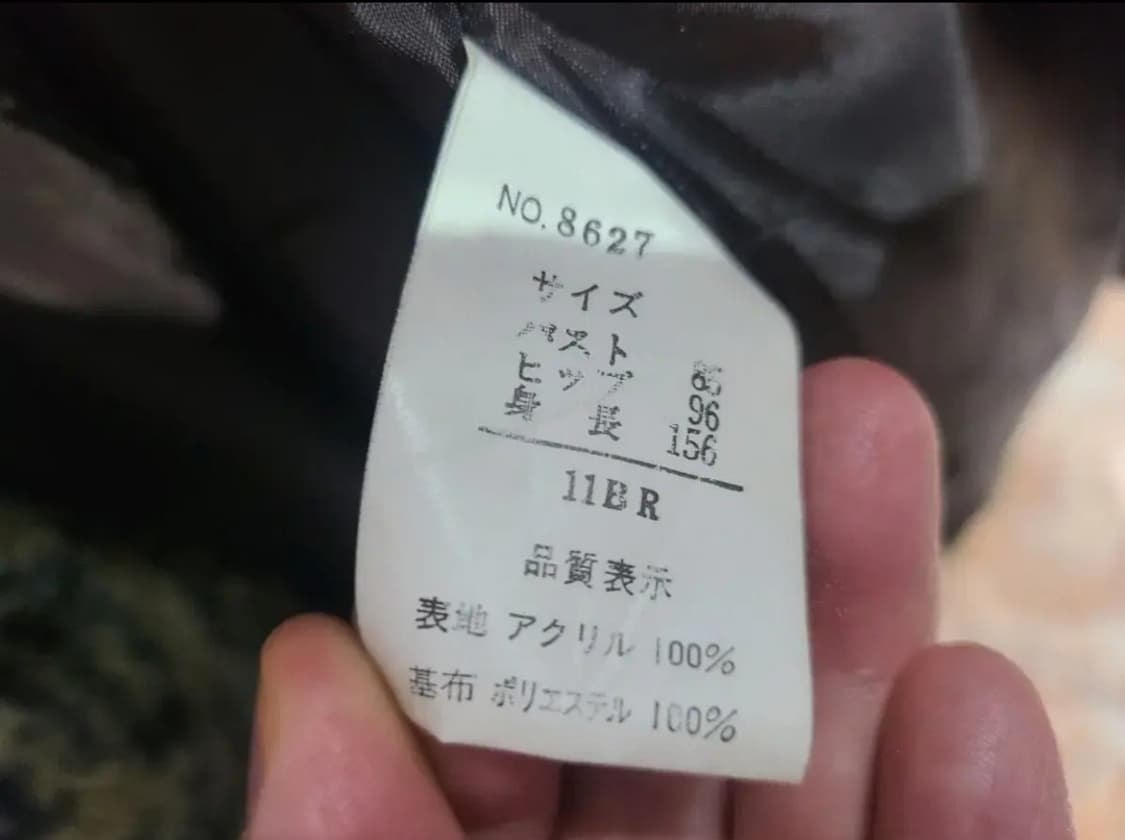 NO.8627
サイズ
バスト 85
ヒップ 96
身長 156
11BR
品質表示
表地 アクリル 100%
基布 ポリエステル 100%